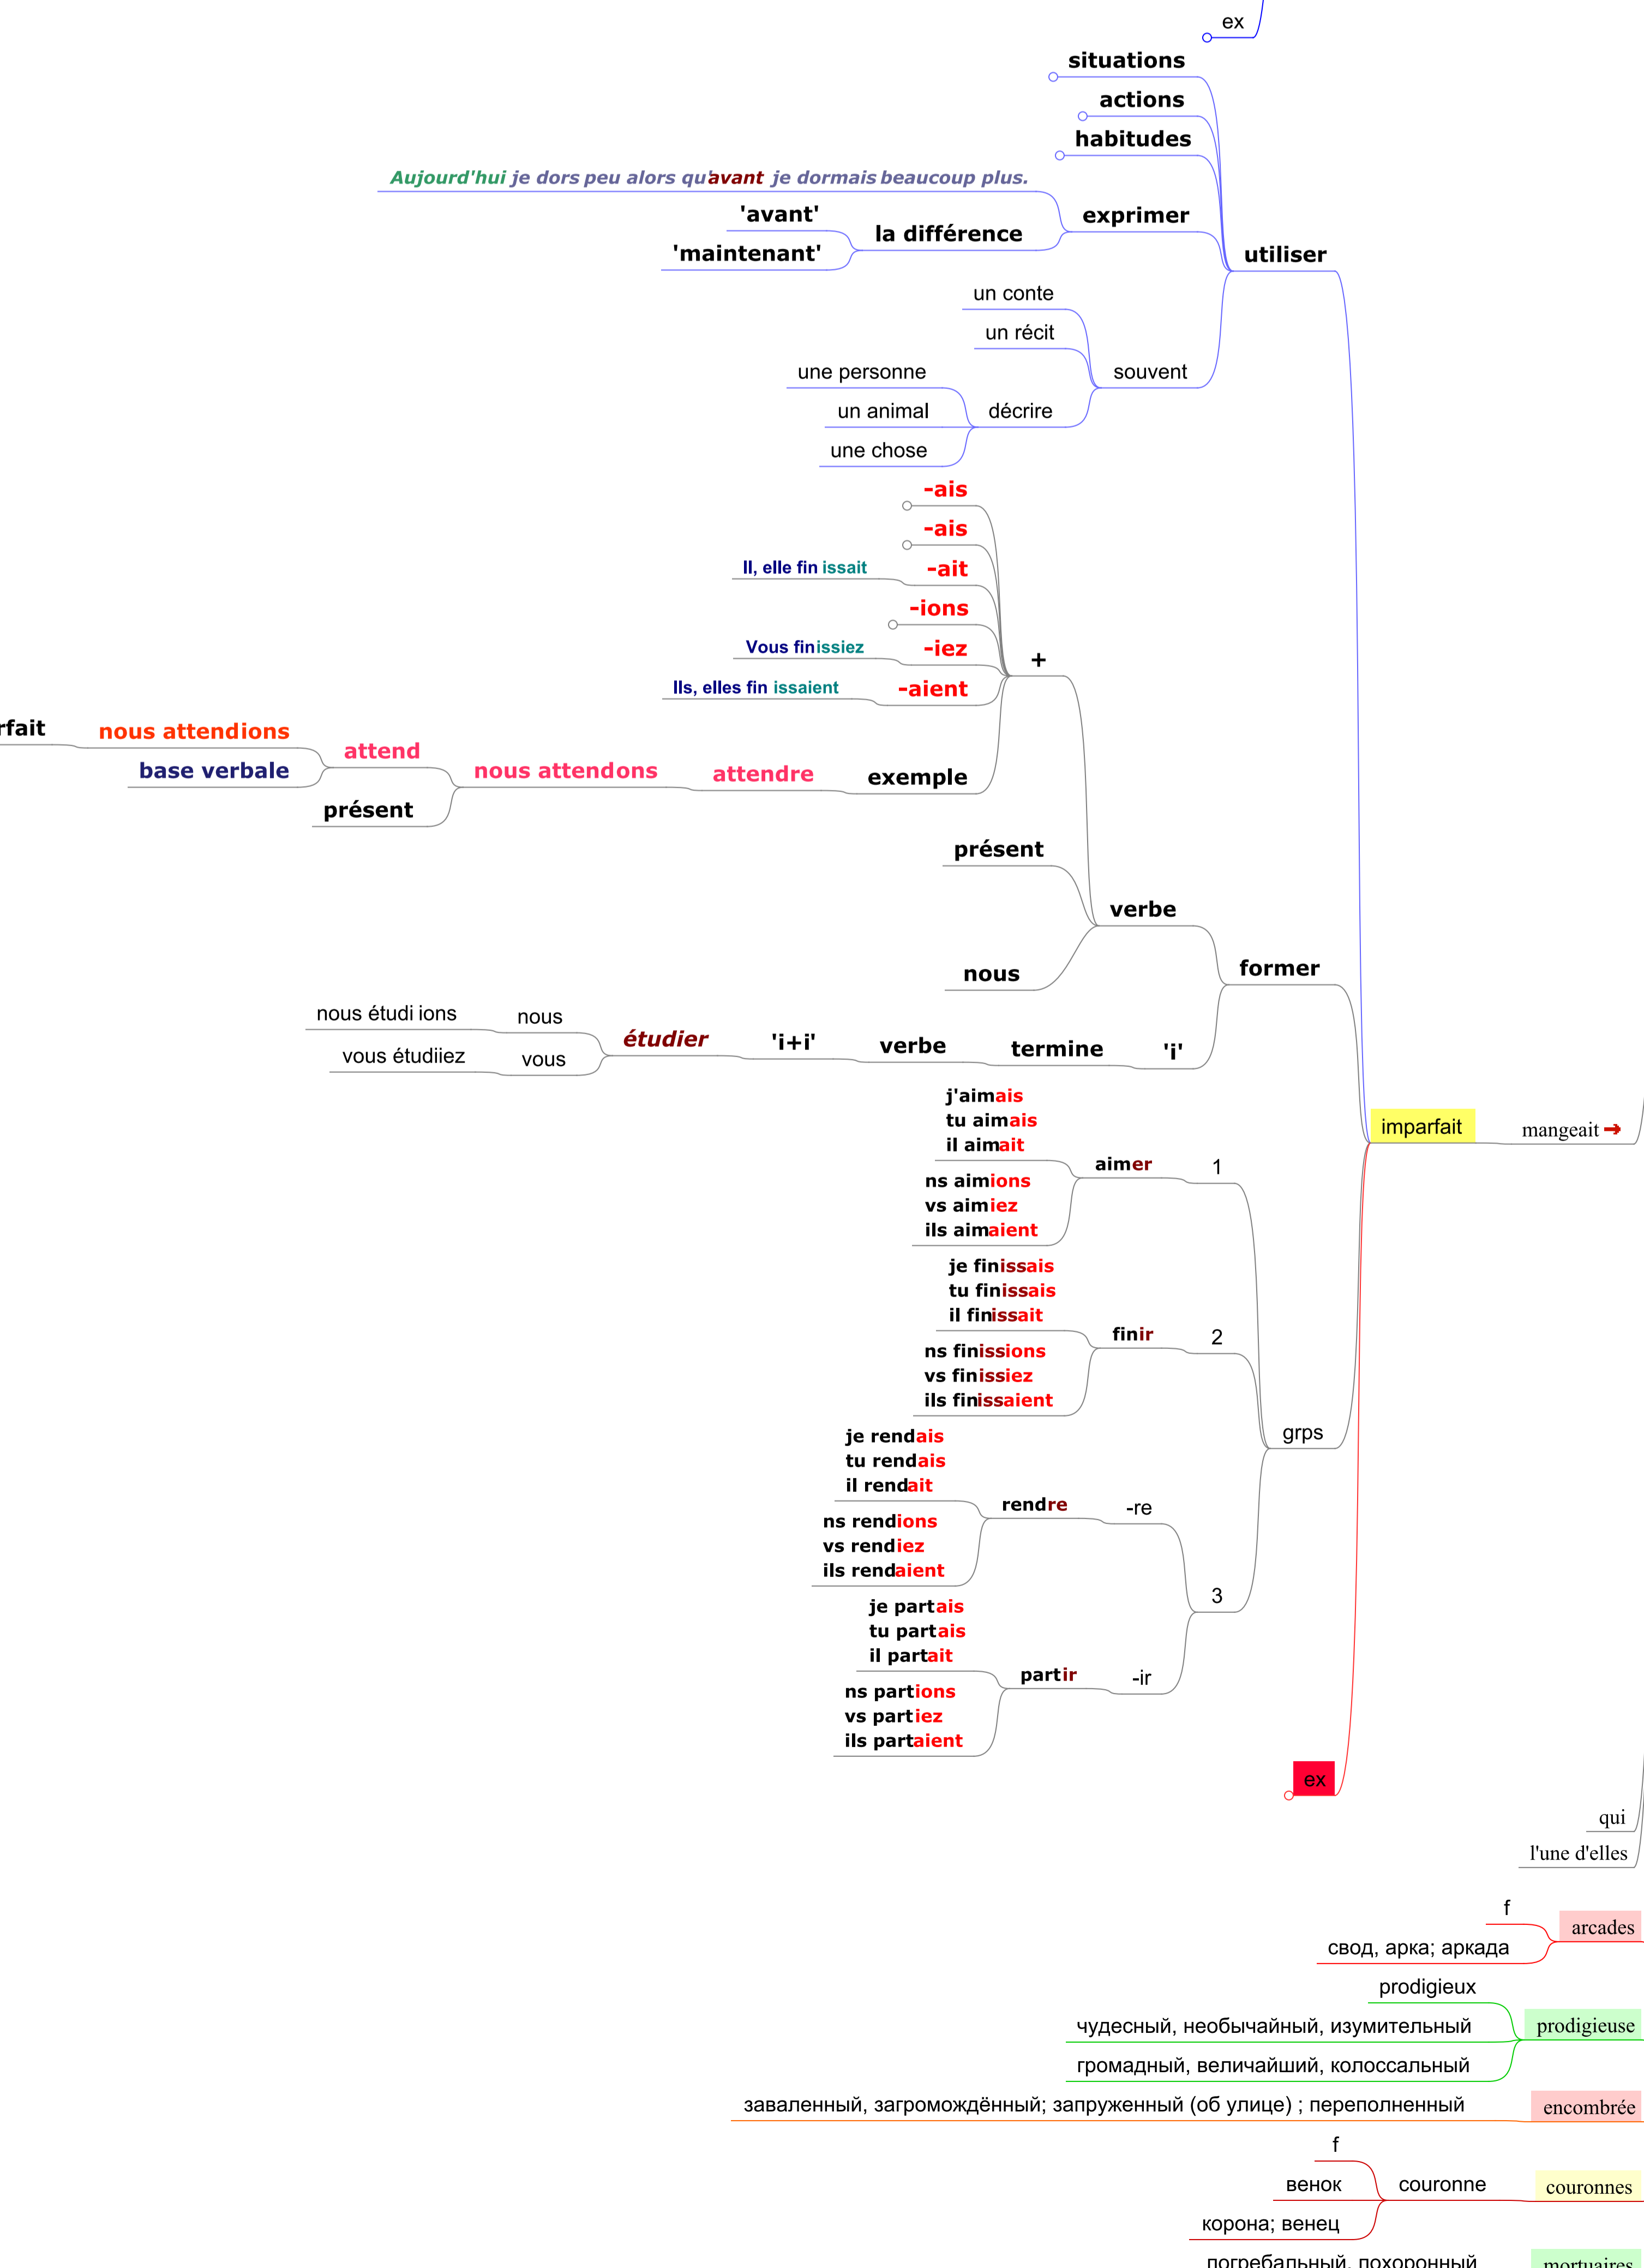 ex
situations
actions
habitudes
Aujourd'hui je dors peu alors qu'avant je dormais beaucoup plus.
exprimer
'avant'
la différence
'maintenant'
utiliser
un conte
un récit
une personne
souvent
un animal
décrire
une chose
-ais
-ais
Il, elle fin issait
-ait
-ions
Vous finissiez
-iez
+
Ils, elles fin issaient
-aient
rfait
nous attendions
attend
base verbale
nous attendons
attendre
exemple
présent
présent
verbe
nous
former
nous étudi ions
nous
étudier
'i+i'
verbe
termine
'i'
vous étudiiez
vous
j'aimais
tu aimais
il aimait
aimer
1
ns aimions
vs aimiez
ils aimaient
imparfait
mangeait ➔
je finissais
tu finissais
il finissait
finir
2
ns finissions
vs finissiez
ils finissaient
grps
je rendais
tu rendais
il rendait
rendre
-re
ns rendions
vs rendiez
ils rendaient
3
je partais
tu partais
il partait
partir
-ir
ns partions
vs partiez
ils partaient
ex
qui
l'une d'elles
f
arcades
свод, арка; аркада
prodigieux
чудесный, необычайный, изумительный
prodigieuse
громадный, величайший, колоссальный
заваленный, загромождённый; запруженный (об улице) ; переполненный
encombrée
f
венок
couronne
couronnes
корона; венец
погребальный, похоронный
mortuaires